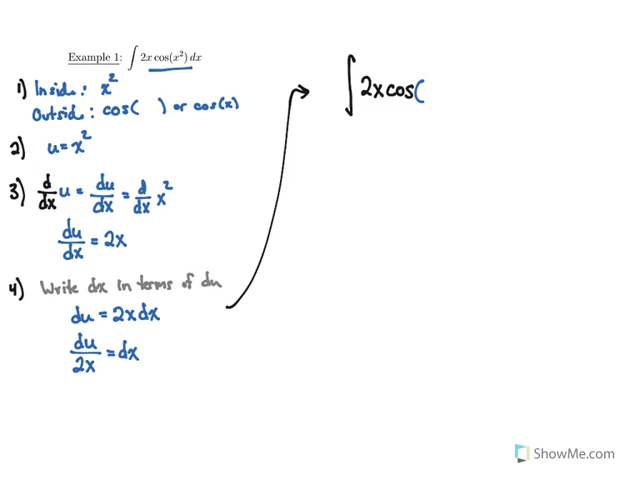 Example 1: ∫ 2x cos(x²) dx
1) Inside: x²
Outside: cos( ) or cos(x)
2) u = x²
3) d/dx u = du/dx = d/dx x²
du/dx = 2x
4) Write dx in terms of du
du = 2x dx
du/2x = dx
∫ 2x cos(
ShowMe.com